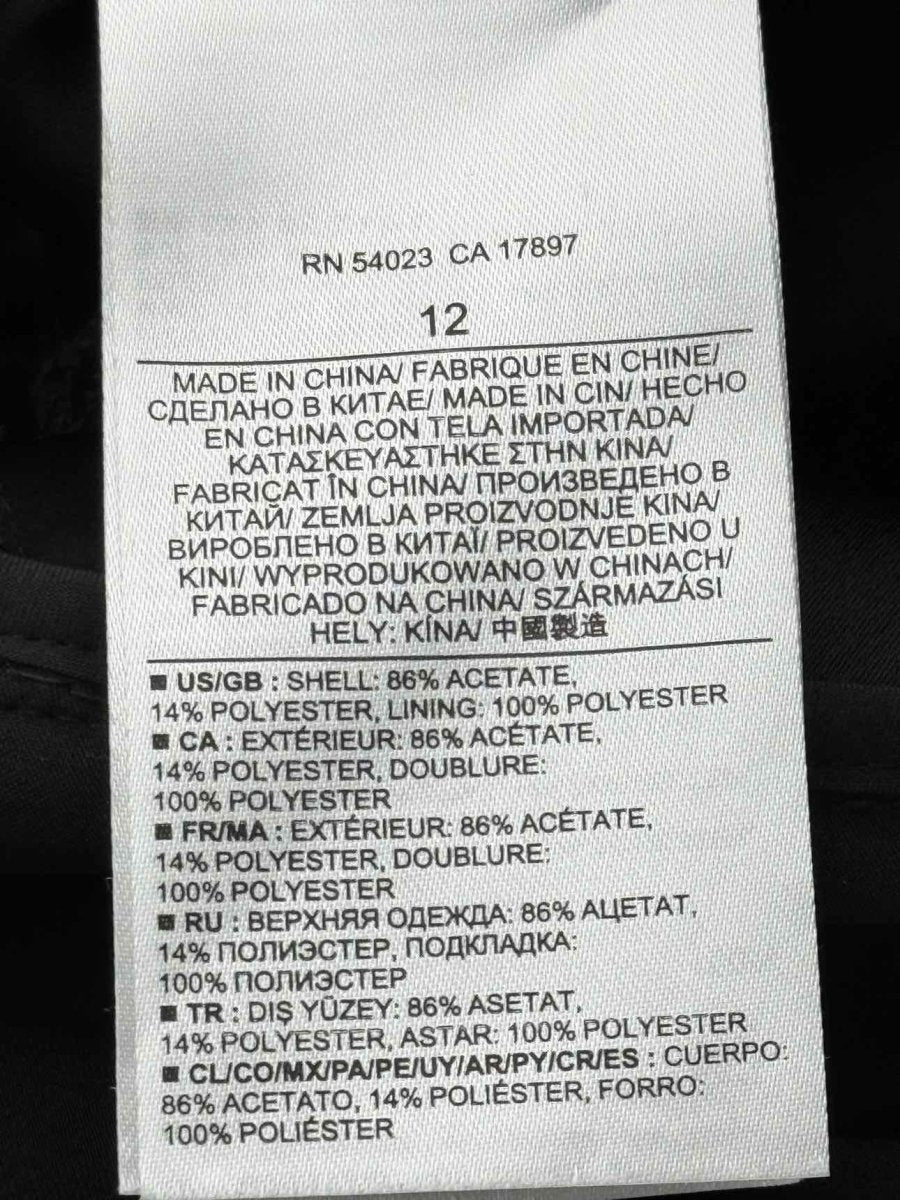 RN 54023 CA 17897
12
MADE IN CHINA/ FABRIQUE EN CHINE/
СДЕЛАНО В КИТАЕ/ MADE IN CIN/ HECHO
EN CHINA CON TELA IMPORTADA/
ΚΑΤΑΣΚΕΥΑΣΤΗΚΕ ΣΤΗΝ ΚΙΝΑ/
FABRICAT ÎN CHINA/ ПРОИЗВЕДЕНО В
КИТАЙ/ ZEMLJA PROIZVODNJE KINA/
ВИРОБЛЕНО В КИТАЇ/ PROIZVEDENO U
KINI/ WYPRODUKOWANO W CHINACH/
FABRICADO NA CHINA/ SZÁRMAZÁSI
HELY: KÍNA/ 中國製造
■ US/GB : SHELL: 86% ACETATE,
14% POLYESTER, LINING: 100% POLYESTER
■ CA : EXTÉRIEUR: 86% ACÉTATE,
14% POLYESTER, DOUBLURE:
100% POLYESTER
■ FR/MA : EXTÉRIEUR: 86% ACÉTATE,
14% POLYESTER, DOUBLURE:
100% POLYESTER
■ RU : ВЕРХНЯЯ ОДЕЖДА: 86% АЦЕТАТ,
14% ПОЛИЭСТЕР, ПОДКЛАДКА:
100% ПОЛИЭСТЕР
■ TR : DIŞ YÜZEY: 86% ASETAT,
14% POLYESTER, ASTAR: 100% POLYESTER
■ CL/CO/MX/PA/PE/UY/AR/PY/CR/ES : CUERPO:
86% ACETATO, 14% POLIÉSTER, FORRO:
100% POLIÉSTER